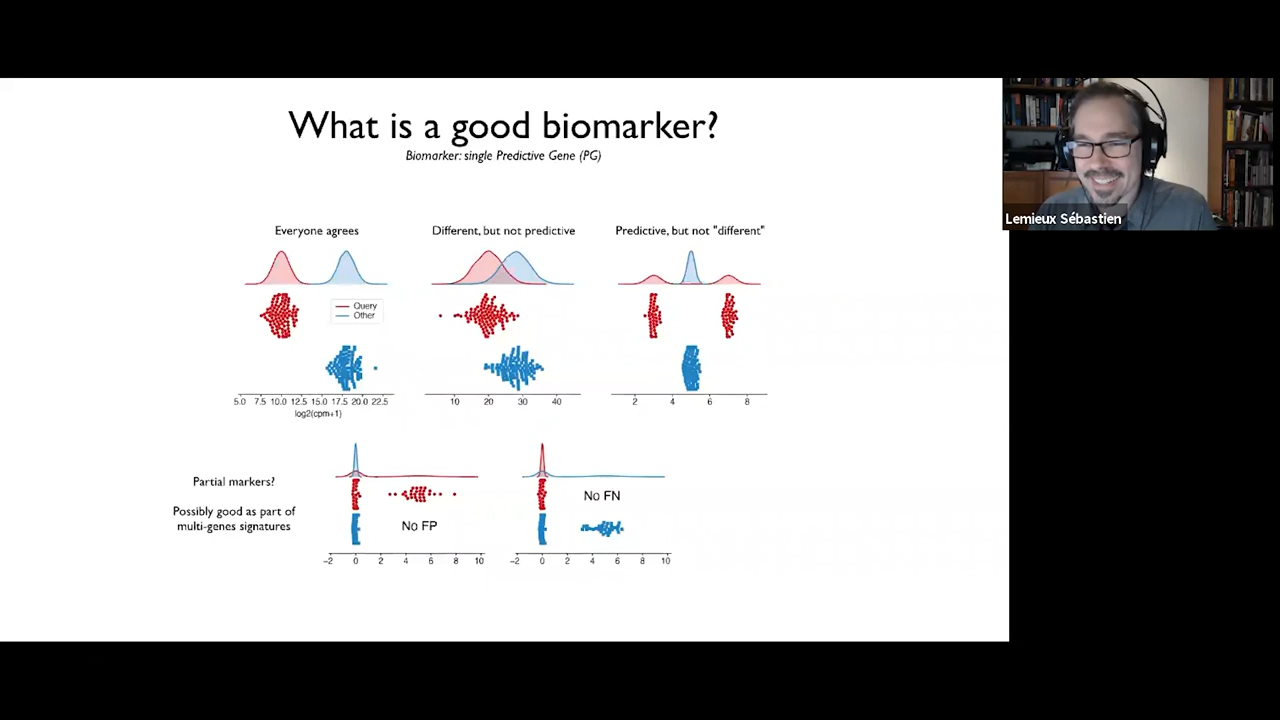 What is a good biomarker?
Biomarker: single Predictive Gene (PG)
Lemieux Sébastien
Everyone agrees
Different, but not predictive
Predictive, but not "different"
Query
Other
5.0 7.5 10.0 12.5 15.0 17.5 20.0 22.5
log2(cpm+1)
10 20 30 40
2 4 6 8
Partial markers?
Possibly good as part of
multi-genes signatures
No FP
No FN
−2 0 2 4 6 8 10
−2 0 2 4 6 8 10